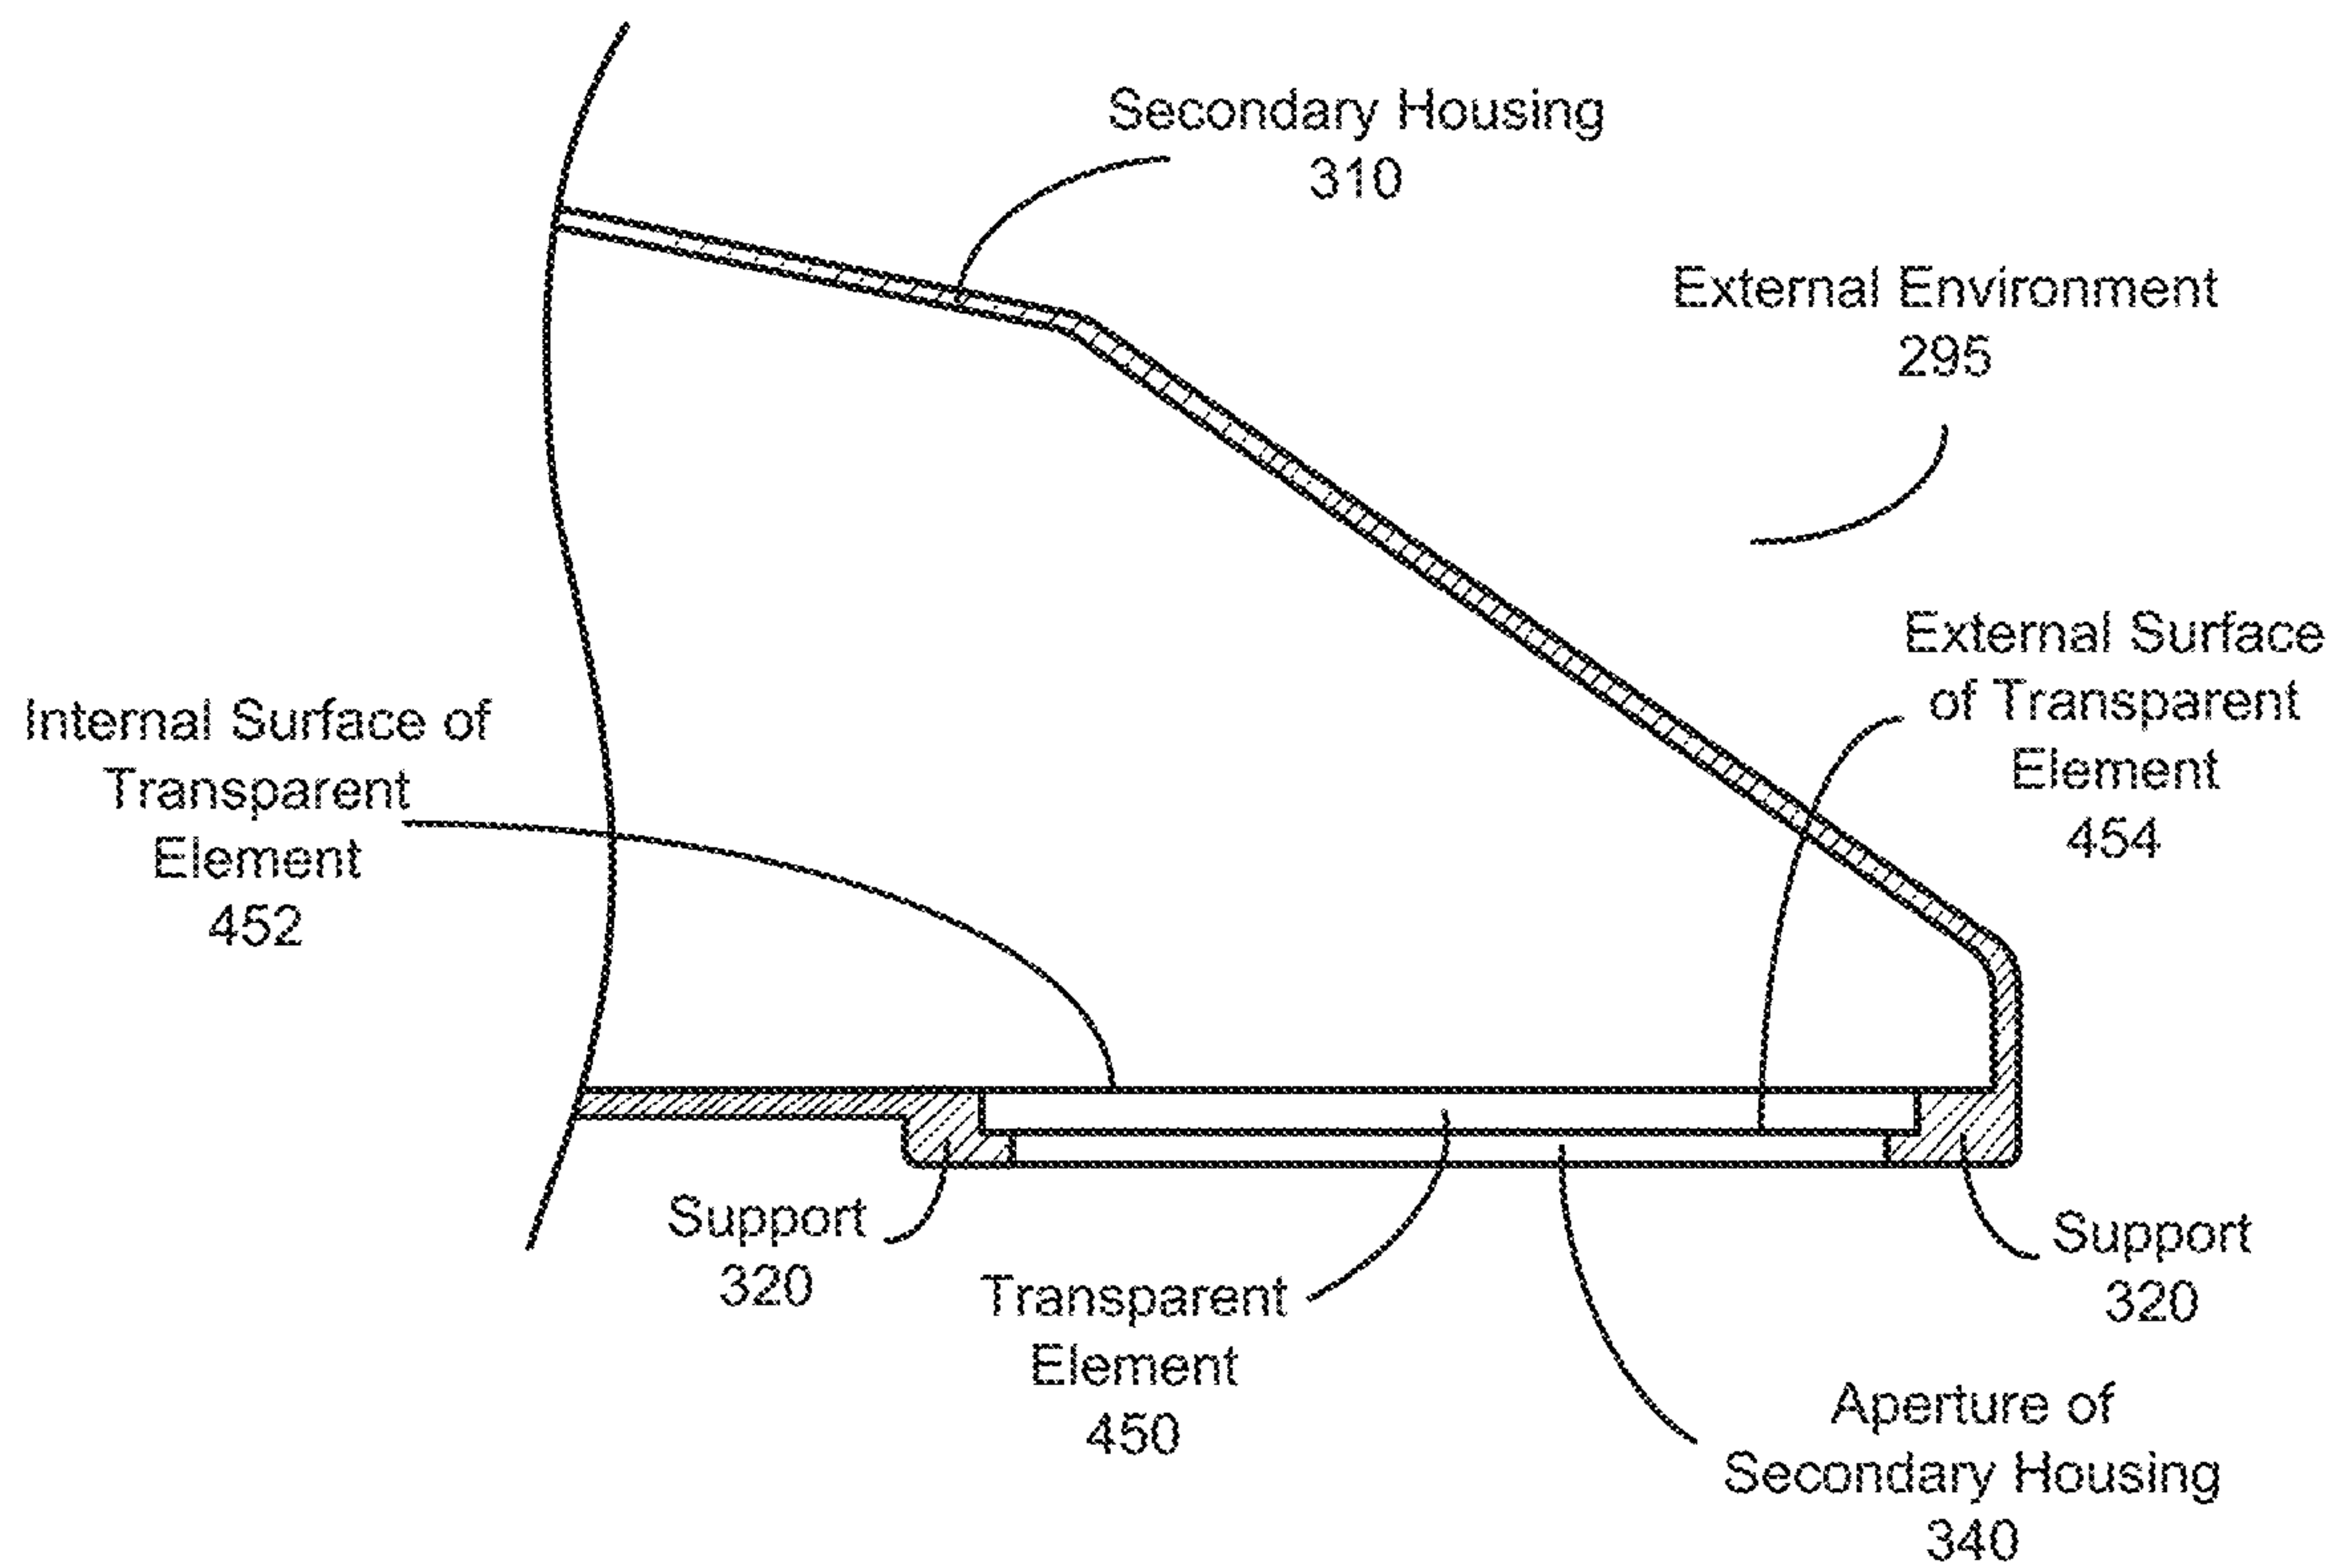 Secondary Housing
310
External Environment
295
External Surface
of Transparent
Element
454
Internal Surface of
Transparent
Element
452
Support
320
Transparent
Element
450
Support
320
Aperture of
Secondary Housing
340